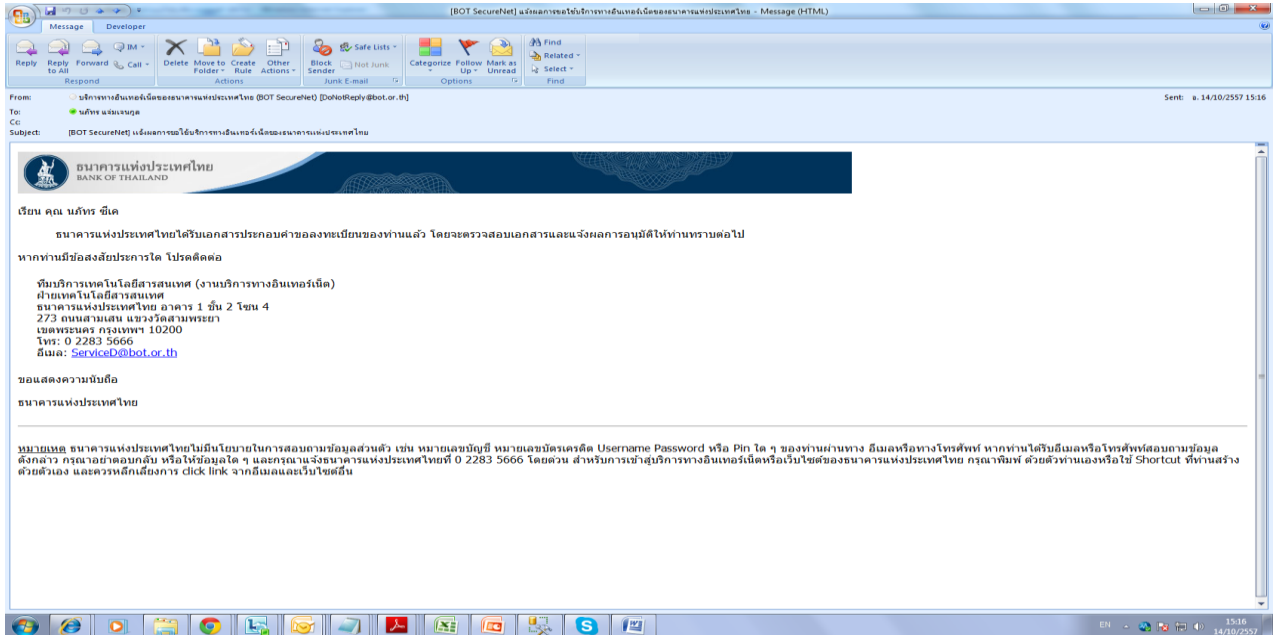 [BOT SecureNet] แจ้งผลการขอใช้บริการทางอินเทอร์เน็ตของธนาคารแห่งประเทศไทย - Message (HTML)
Message Developer
Reply Reply to All Forward IM Call Delete Move to Folder Create Rule Other Actions Block Sender Safe Lists Not Junk Categorize Follow Up Mark as Unread Find Related Select
Respond Actions Junk E-mail Options Find
From: บริการทางอินเทอร์เน็ตของธนาคารแห่งประเทศไทย (BOT SecureNet) [DoNotReply@bot.or.th] Sent: อ. 14/10/2557 15:16
To: นภัทร แจ่มเจนกูล
Cc:
Subject: [BOT SecureNet] แจ้งผลการขอใช้บริการทางอินเทอร์เน็ตของธนาคารแห่งประเทศไทย
ธนาคารแห่งประเทศไทย
BANK OF THAILAND
เรียน คุณ นภัทร ซีเค
ธนาคารแห่งประเทศไทยได้รับเอกสารประกอบคำขอลงทะเบียนของท่านแล้ว โดยจะตรวจสอบเอกสารและแจ้งผลการอนุมัติให้ท่านทราบต่อไป
หากท่านมีข้อสงสัยประการใด โปรดติดต่อ
ทีมบริการเทคโนโลยีสารสนเทศ (งานบริการทางอินเทอร์เน็ต)
ฝ่ายเทคโนโลยีสารสนเทศ
ธนาคารแห่งประเทศไทย อาคาร 1 ชั้น 2 โซน 4
273 ถนนสามเสน แขวงวัดสามพระยา
เขตพระนคร กรุงเทพฯ 10200
โทร: 0 2283 5666
อีเมล: ServiceD@bot.or.th
ขอแสดงความนับถือ
ธนาคารแห่งประเทศไทย
หมายเหตุ ธนาคารแห่งประเทศไทยไม่มีนโยบายในการสอบถามข้อมูลส่วนตัว เช่น หมายเลขบัญชี หมายเลขบัตรเครดิต Username Password หรือ Pin ใด ๆ ของท่านผ่านทาง อีเมลหรือทางโทรศัพท์ หากท่านได้รับอีเมลหรือโทรศัพท์สอบถามข้อมูล
ดังกล่าว กรุณาอย่าตอบกลับ หรือให้ข้อมูลใด ๆ และกรุณาแจ้งธนาคารแห่งประเทศไทยที่ 0 2283 5666 โดยด่วน สำหรับการเข้าสู่บริการทางอินเทอร์เน็ตหรือเว็บไซต์ของธนาคารแห่งประเทศไทย กรุณาพิมพ์ ด้วยตัวท่านเองหรือใช้ Shortcut ที่ท่านสร้าง
ด้วยตัวเอง และควรหลีกเลี่ยงการ click link จากอีเมลและเว็บไซต์อื่น
EN 15:16
14/10/2557